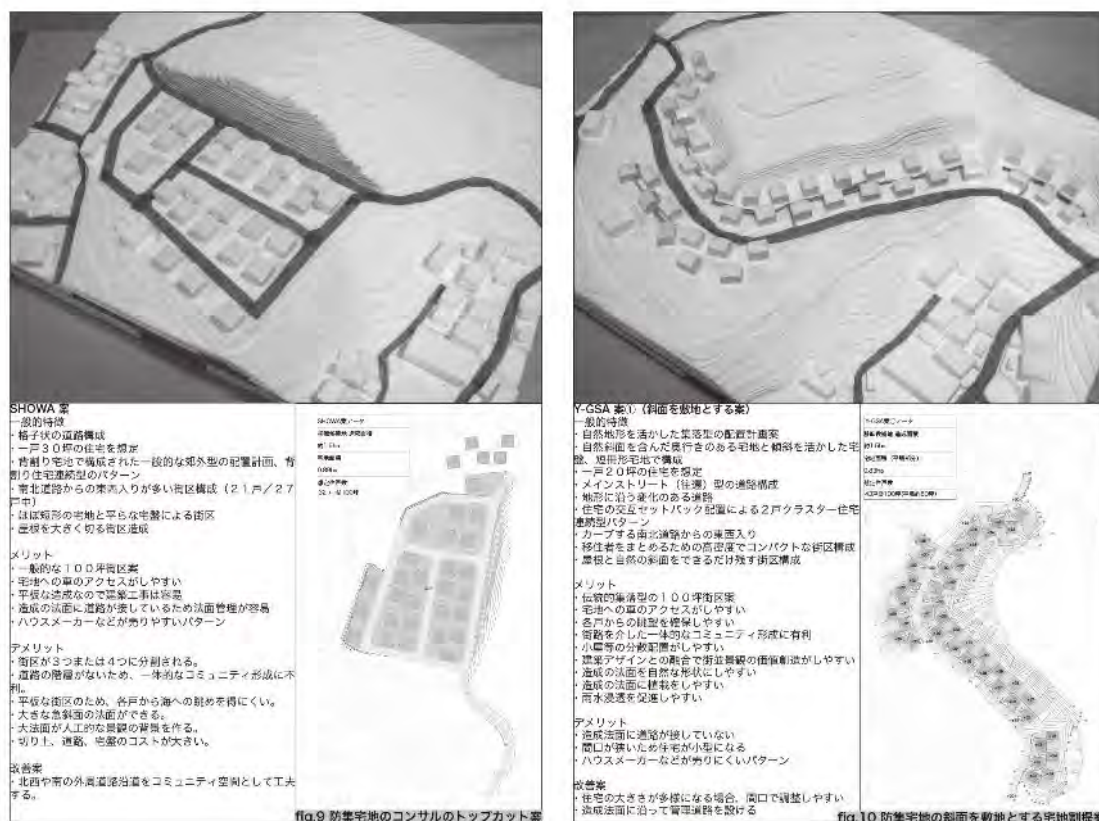 SHOWA 案
一般的特徴
・格子状の道路構成
・一戸30坪の住宅を想定
・背割り宅地で構成された一般的な郊外型の配置計画、背
割り住宅連続型のパターン
・南北道路からの東西入りが多い街区構成(21戸/27
戸中)
・ほぼ矩形の宅地と平らな宅盤による街区
・屋根を大きく切る街区造成
メリット
・一般的な100坪街区案
・宅地への車のアクセスがしやすい
・平板な造成なので建築工事は容易
・造成の法面に道路が接しているため法面管理が容易
・ハウスメーカーなどが売りやすいパターン
デメリット
・街区が3つまたは4つに分割される。
・道路の階層がないため、一体的なコミュニティ形成に不
利。
・平板な街区のため、各戸から海への眺めを得にくい。
・大きな急斜面の法面ができる。
・大法面が人工的な景観の背景を作る。
・切り土、道路、宅盤のコストが大きい。
改善案
・北西や南の外周道路沿道をコミュニティ空間として工夫
する。
SHOWA案データ
fig.9 防集宅地のコンサルのトップカット案
Y-GSA 案①(斜面を敷地とする案)
一般的特徴
・自然地形を活かした集落型の配置計画案
・自然斜面を含んだ奥行きのある宅地と傾斜を活かした宅
盤、短冊形宅地で構成
・一戸20坪の住宅を想定
・メインストリート(往還)型の道路構成
・地形に沿う変化のある道路
・住宅の交互セットバック配置による2戸クラスター住宅
連続型パターン
・カーブする南北道路からの東西入り
・移住者をまとめるための高密度でコンパクトな街区構成
・屋根と自然の斜面をできるだけ残す街区構成
メリット
・伝統的集落型の100坪街区案
・宅地への車のアクセスがしやすい
・各戸からの眺望を確保しやすい
・街路を介した一体的なコミュニティ形成に有利
・小屋等の分散配置がしやすい
・建築デザインとの融合で街並景観の価値創造がしやすい
・造成の法面を自然な形状にしやすい
・造成の法面に植栽をしやすい
・雨水浸透を促進しやすい
デメリット
・造成法面に道路が接していない
・間口が狭いため住宅が小型になる
・ハウスメーカーなどが売りにくいパターン
改善案
・住宅の大きさが多様になる場合、間口で調整しやすい
・造成法面に沿って管理道路を設ける
fig.10 防集宅地の斜面を敷地とする宅地割提案